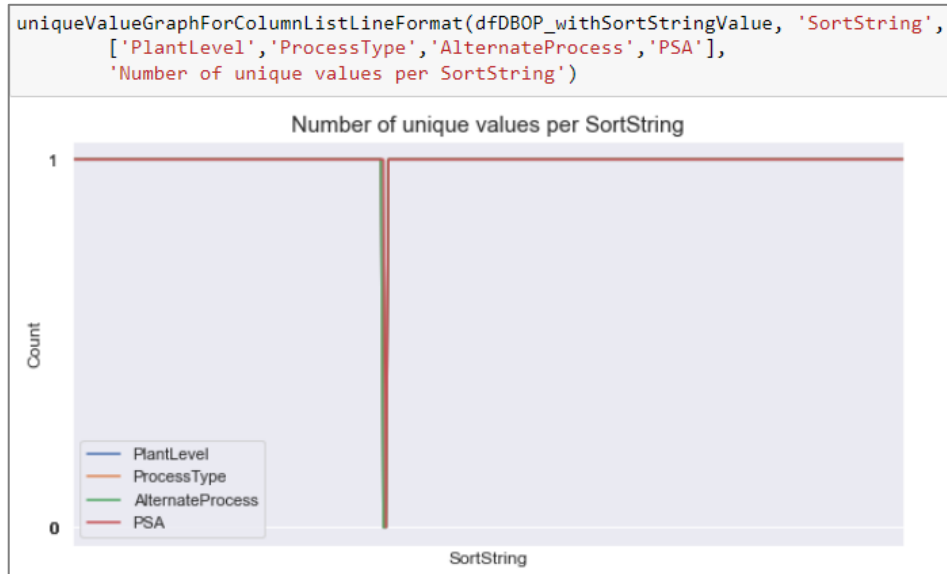 uniqueValueGraphForColumnListLineFormat(dfDBOP_withSortStringValue, 'SortString',
['PlantLevel','ProcessType','AlternateProcess','PSA'],
'Number of unique values per SortString')
Number of unique values per SortString
1
Count
PlantLevel
ProcessType
AlternateProcess
PSA
0
SortString